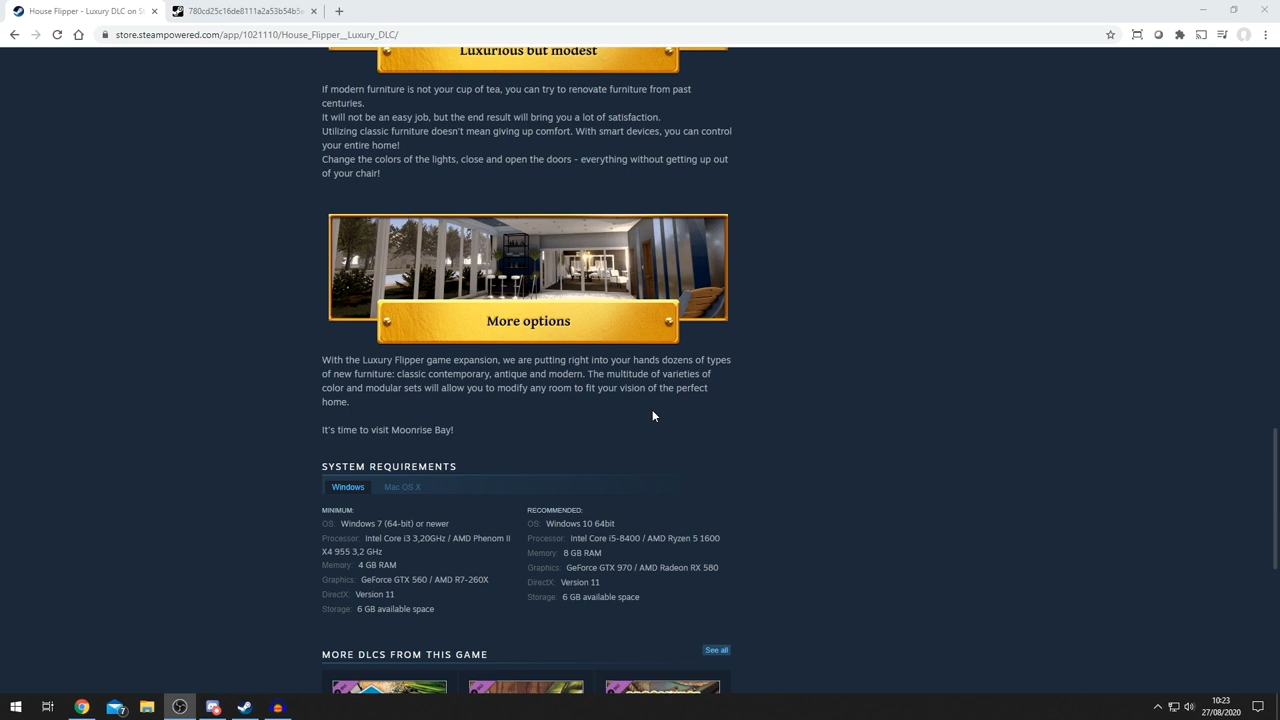 House Flipper - Luxury DLC on St
780cd25c16de8111a2a53b54b5e
store.steampowered.com/app/1021110/House_Flipper__Luxury_DLC/
Luxurious but modest
If modern furniture is not your cup of tea, you can try to renovate furniture from past
centuries.
It will not be an easy job, but the end result will bring you a lot of satisfaction.
Utilizing classic furniture doesn't mean giving up comfort. With smart devices, you can control
your entire home!
Change the colors of the lights, close and open the doors - everything without getting up out
of your chair!
More options
With the Luxury Flipper game expansion, we are putting right into your hands dozens of types
of new furniture: classic contemporary, antique and modern. The multitude of varieties of
color and modular sets will allow you to modify any room to fit your vision of the perfect
home.
It's time to visit Moonrise Bay!
SYSTEM REQUIREMENTS
Windows
Mac OS X
MINIMUM:
OS: Windows 7 (64-bit) or newer
Processor: Intel Core i3 3,20GHz / AMD Phenom II
X4 955 3,2 GHz
Memory: 4 GB RAM
Graphics: GeForce GTX 560 / AMD R7-260X
DirectX: Version 11
Storage: 6 GB available space
RECOMMENDED:
OS: Windows 10 64bit
Processor: Intel Core i5-8400 / AMD Ryzen 5 1600
Memory: 8 GB RAM
Graphics: GeForce GTX 970 / AMD Radeon RX 580
DirectX: Version 11
Storage: 6 GB available space
MORE DLCS FROM THIS GAME
See all
7
10:23
27/08/2020